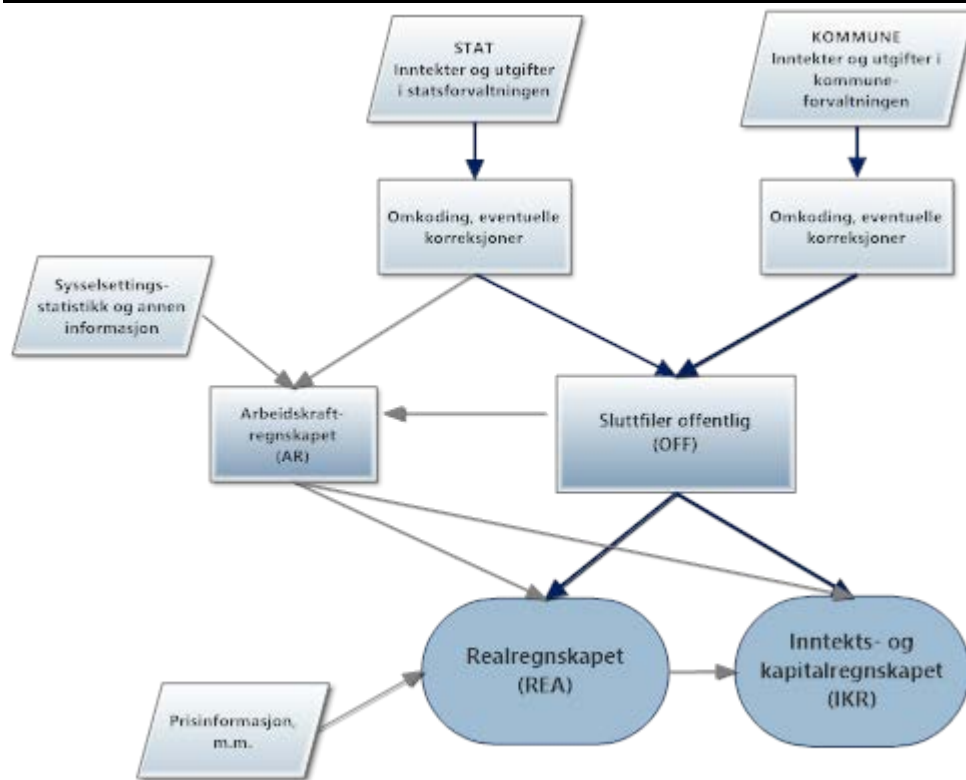 STAT
Inntekter og utgifter
i statsforvaltningen
KOMMUNE
Inntekter og utgifter i
kommune-
forvaltningen
Omkoding, eventuelle
korreksjoner
Omkoding, eventuelle
korreksjoner
Sysselsettings-
statistikk og annen
informasjon
Arbeidskraft-
regnskapet
(AR)
Sluttfiler offentlig
(OFF)
Realregnskapet
(REA)
Inntekts- og
kapitalregnskapet
(IKR)
Prisinformasjon,
m.m.